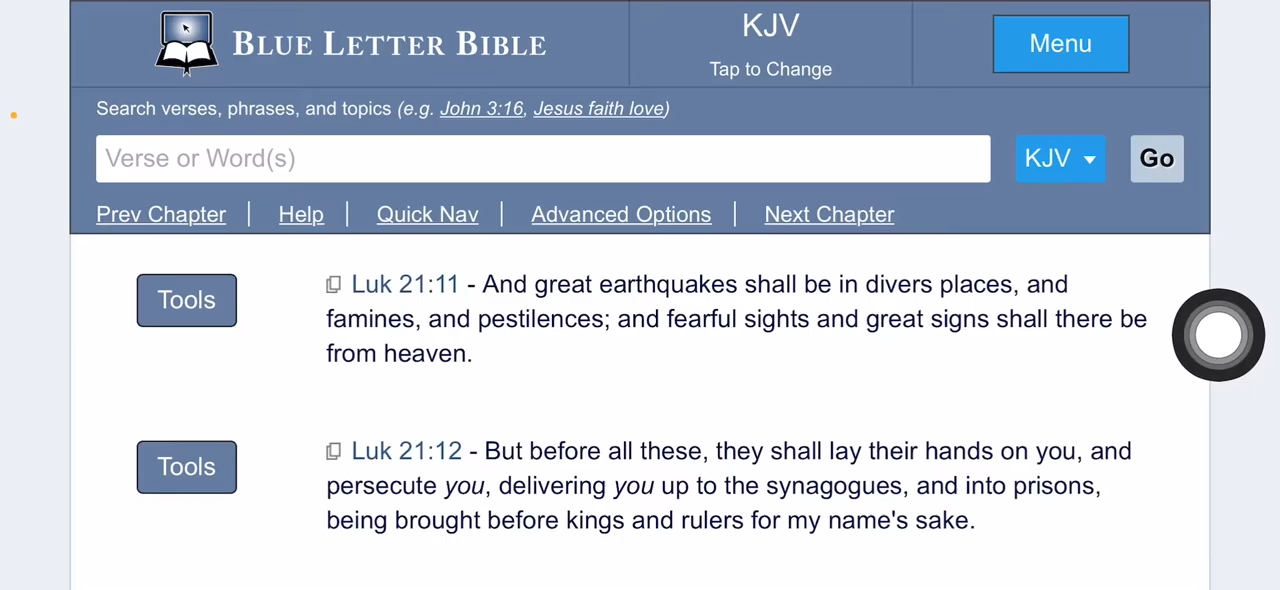 BLUE LETTER BIBLE
KJV
Tap to Change
Menu
Search verses, phrases, and topics (e.g. John 3:16, Jesus faith love)
Verse or Word(s)
KJV
Go
Prev Chapter | Help | Quick Nav | Advanced Options | Next Chapter
Tools
Luk 21:11 - And great earthquakes shall be in divers places, and
famines, and pestilences; and fearful sights and great signs shall there be
from heaven.
Tools
Luk 21:12 - But before all these, they shall lay their hands on you, and
persecute you, delivering you up to the synagogues, and into prisons,
being brought before kings and rulers for my name's sake.